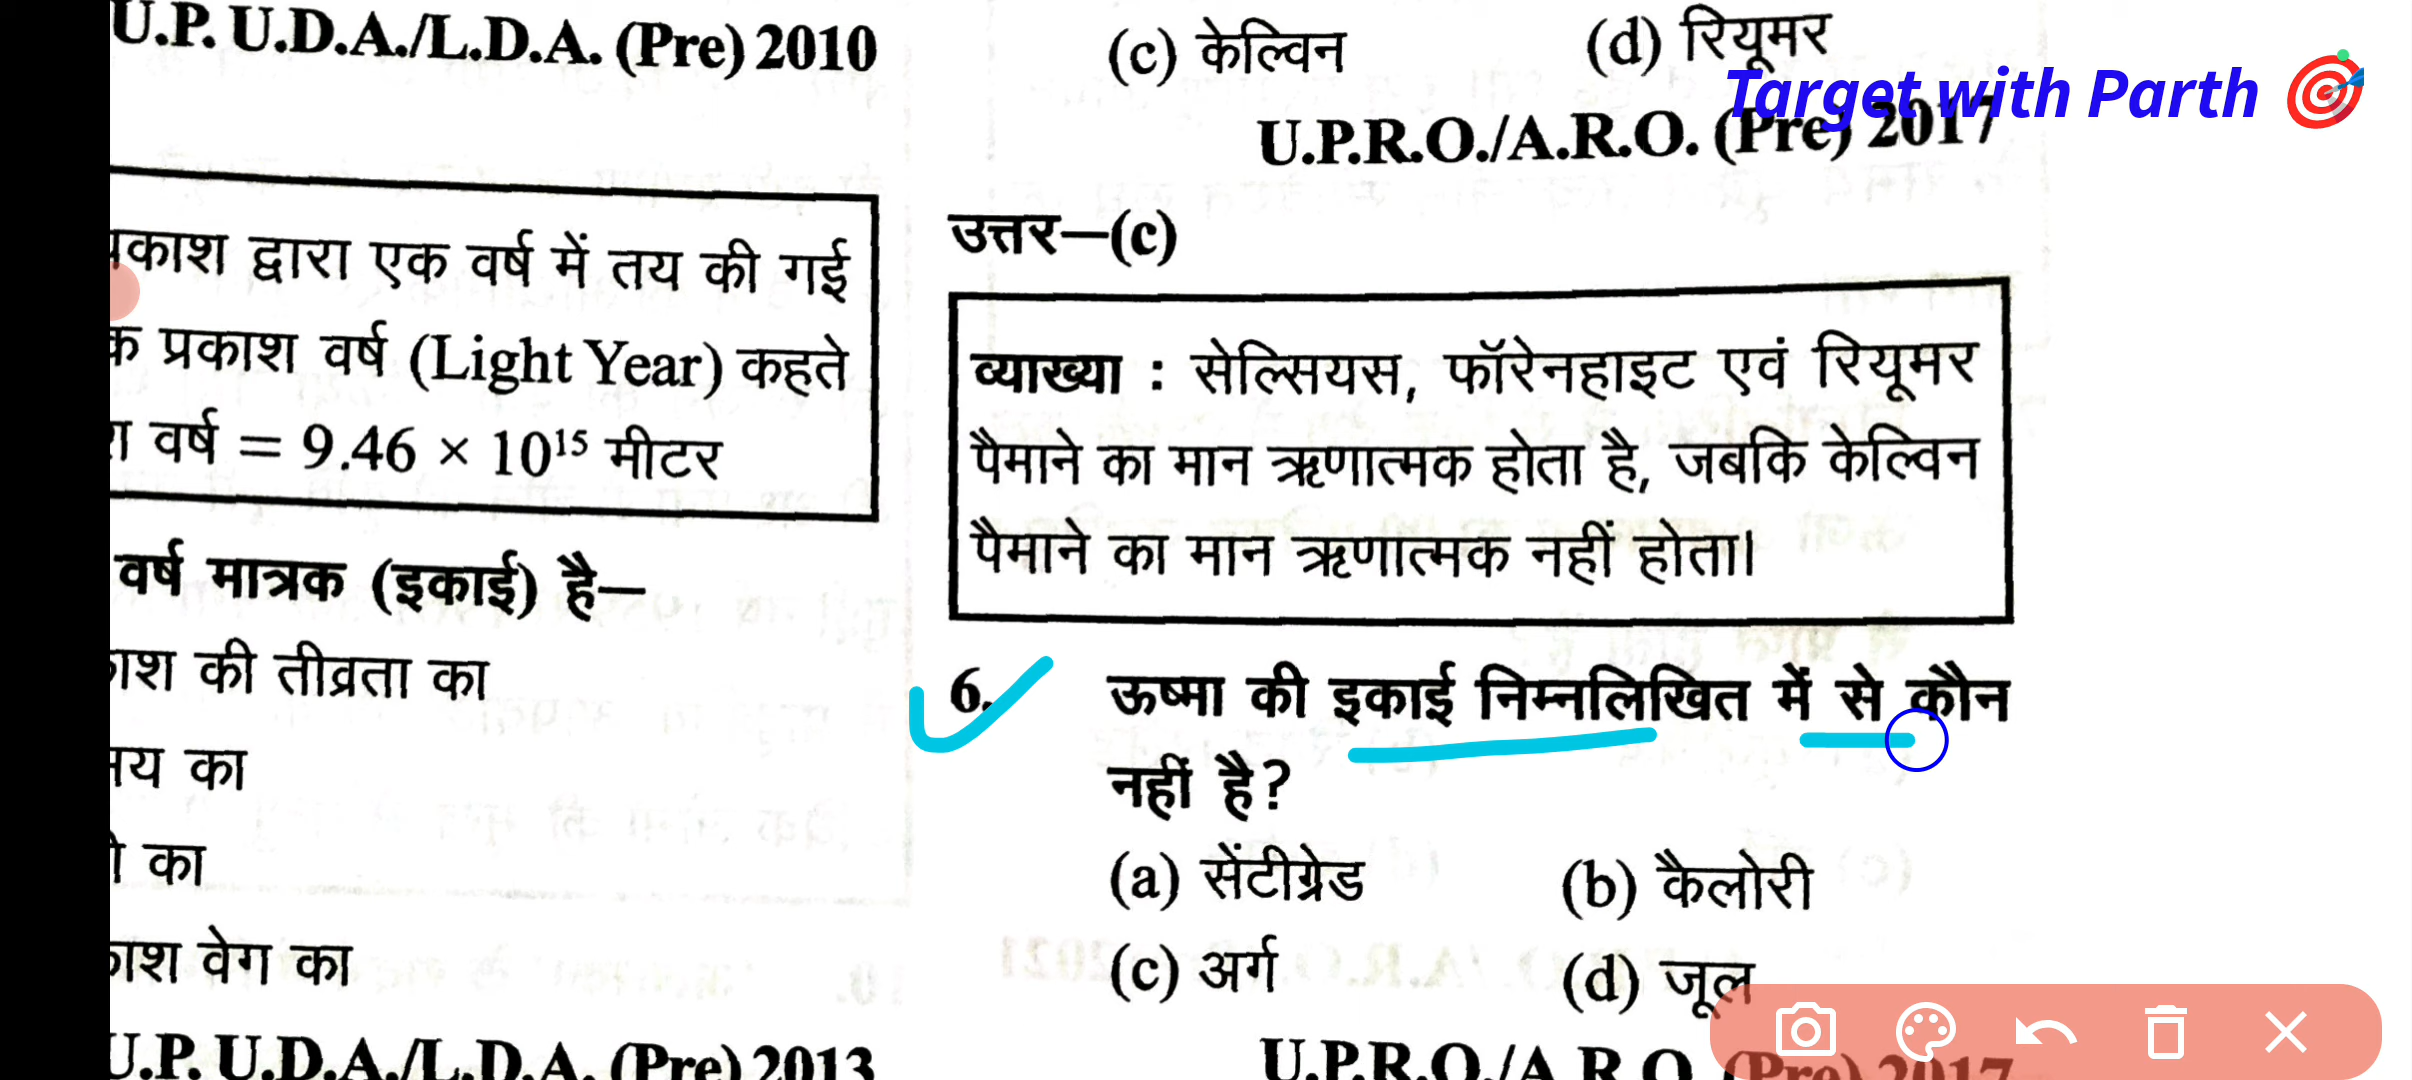 U.P. U.D.A./L.D.A. (Pre) 2010
प्रकाश द्वारा एक वर्ष में तय की गई
प्रकाश वर्ष (Light Year) कहते
वर्ष = 9.46 × 10¹⁵ मीटर
वर्ष मात्रक (इकाई) है—
की तीव्रता का
का
का
वेग का
U.P. U.D.A./L.D.A. (Pre) 2013
(c) केल्विन (d) रियूमर
Target with Parth
U.P.R.O./A.R.O. (Pre) 2017
उत्तर—(c)
व्याख्या : सेल्सियस, फॉरेनहाइट एवं रियूमर
पैमाने का मान ऋणात्मक होता है, जबकि केल्विन
पैमाने का मान ऋणात्मक नहीं होता।
6. ऊष्मा की इकाई निम्नलिखित में से कौन
नहीं है?
(a) सेंटीग्रेड (b) कैलोरी
(c) अर्ग (d) जूल
U.P.R.O./A.R.O. (Pre) 2017